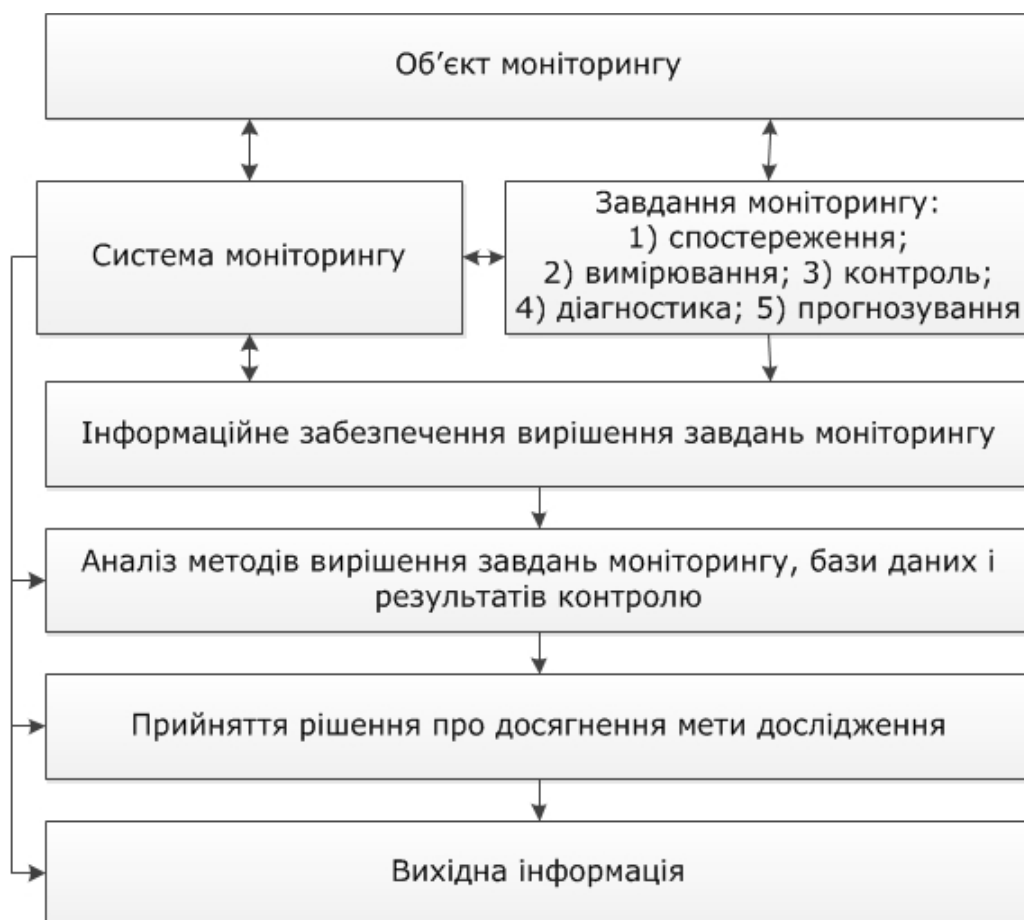 Об’єкт моніторингу
Система моніторингу
Завдання моніторингу:
1) спостереження;
2) вимірювання; 3) контроль;
4) діагностика; 5) прогнозування
Інформаційне забезпечення вирішення завдань моніторингу
Аналіз методів вирішення завдань моніторингу, бази даних і
результатів контролю
Прийняття рішення про досягнення мети дослідження
Вихідна інформація